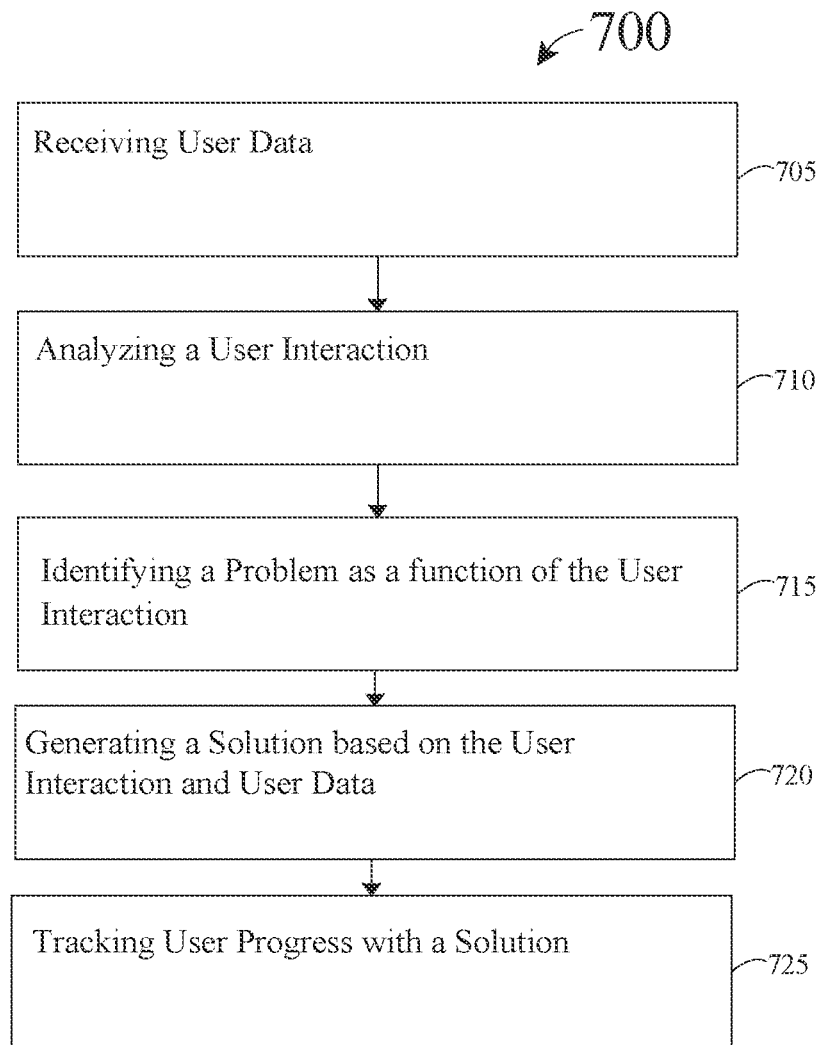 700
Receiving User Data
705
Analyzing a User Interaction
710
Identifying a Problem as a function of the User
Interaction
715
Generating a Solution based on the User
Interaction and User Data
720
Tracking User Progress with a Solution
725